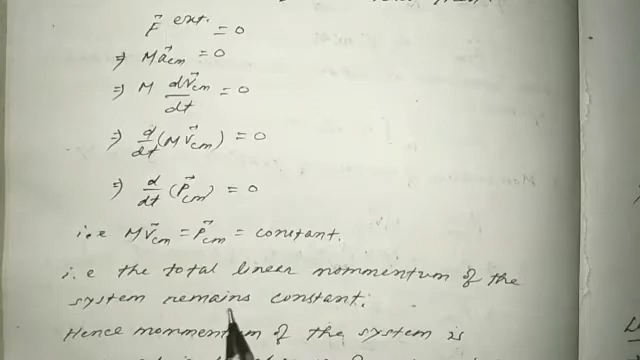 F⃗ ext. = 0
⇒ M a⃗cm = 0
⇒ M dv⃗cm/dt = 0
⇒ d/dt (M v⃗cm) = 0
⇒ d/dt (P⃗cm) = 0
i.e M v⃗cm = P⃗cm = constant.
i.e the total linear mommentum of the
system remains constant.
Hence mommentum of the system is